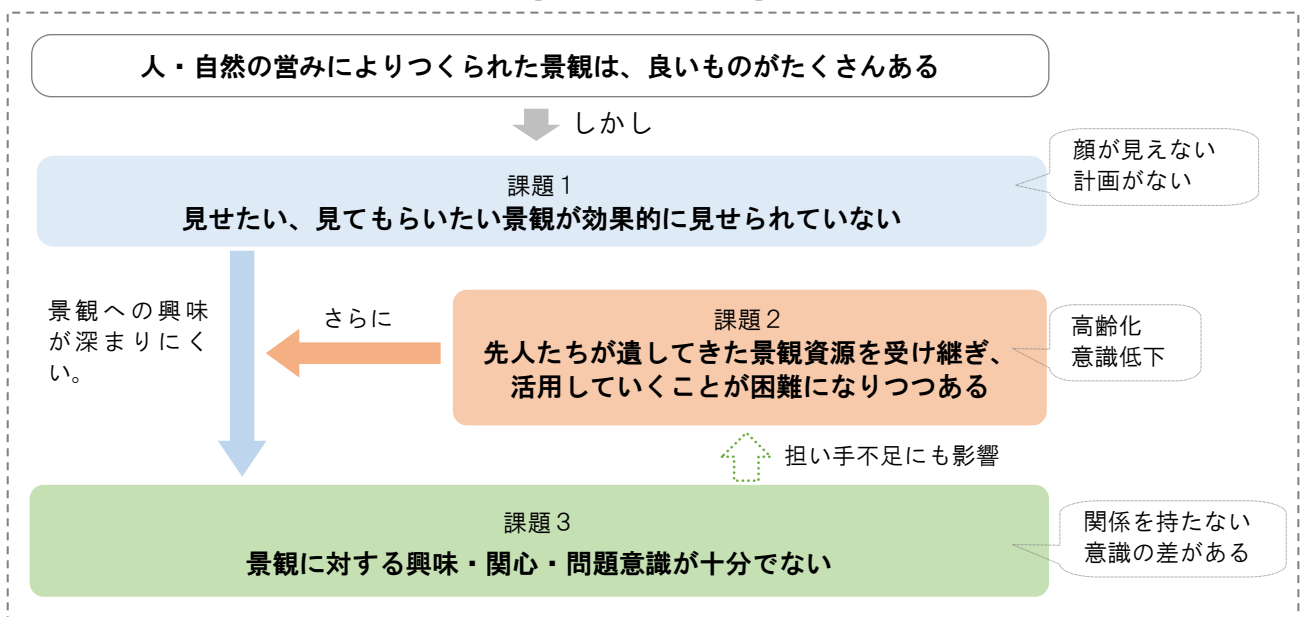 人・自然の営みによりつくられた景観は、良いものがたくさんある
しかし
顔が見えない
計画がない
課題１
見せたい、見てもらいたい景観が効果的に見せられていない
景観への興味
が深まりにく
い。
さらに
課題２
先人たちが遺してきた景観資源を受け継ぎ、
活用していくことが困難になりつつある
高齢化
意識低下
担い手不足にも影響
課題３
景観に対する興味・関心・問題意識が十分でない
関係を持たない
意識の差がある